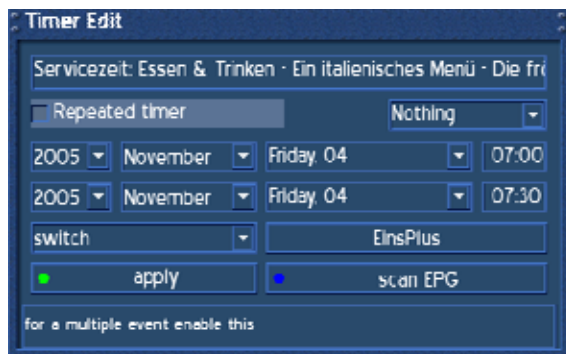 Timer Edit
Servicezeit: Essen & Trinken - Ein italienisches Menü - Die frö
Repeated timer
Nothing
2005 November Friday, 04 07:00
2005 November Friday, 04 07:30
switch EinsPlus
apply scan EPG
for a multiple event enable this